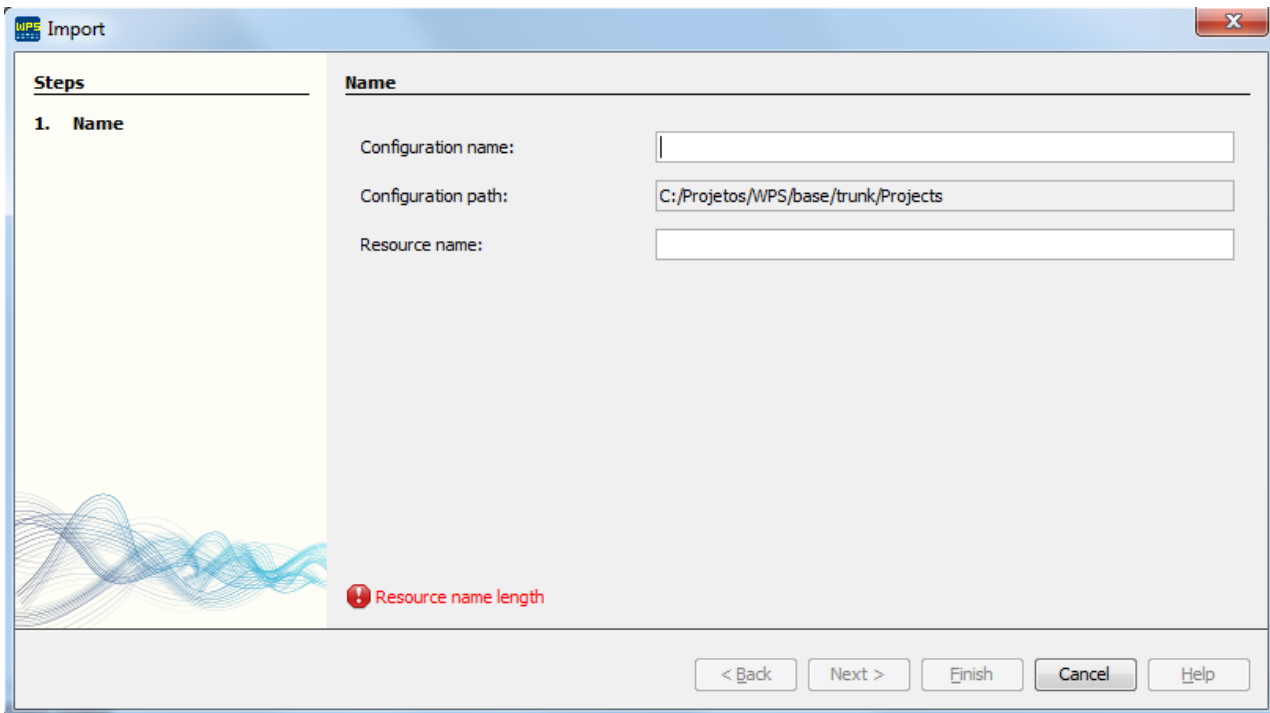 WPS Import
X
Steps
1. Name
Name
Configuration name:
Configuration path: C:/Projetos/WPS/base/trunk/Projects
Resource name:
Resource name length
< Back Next > Finish Cancel Help